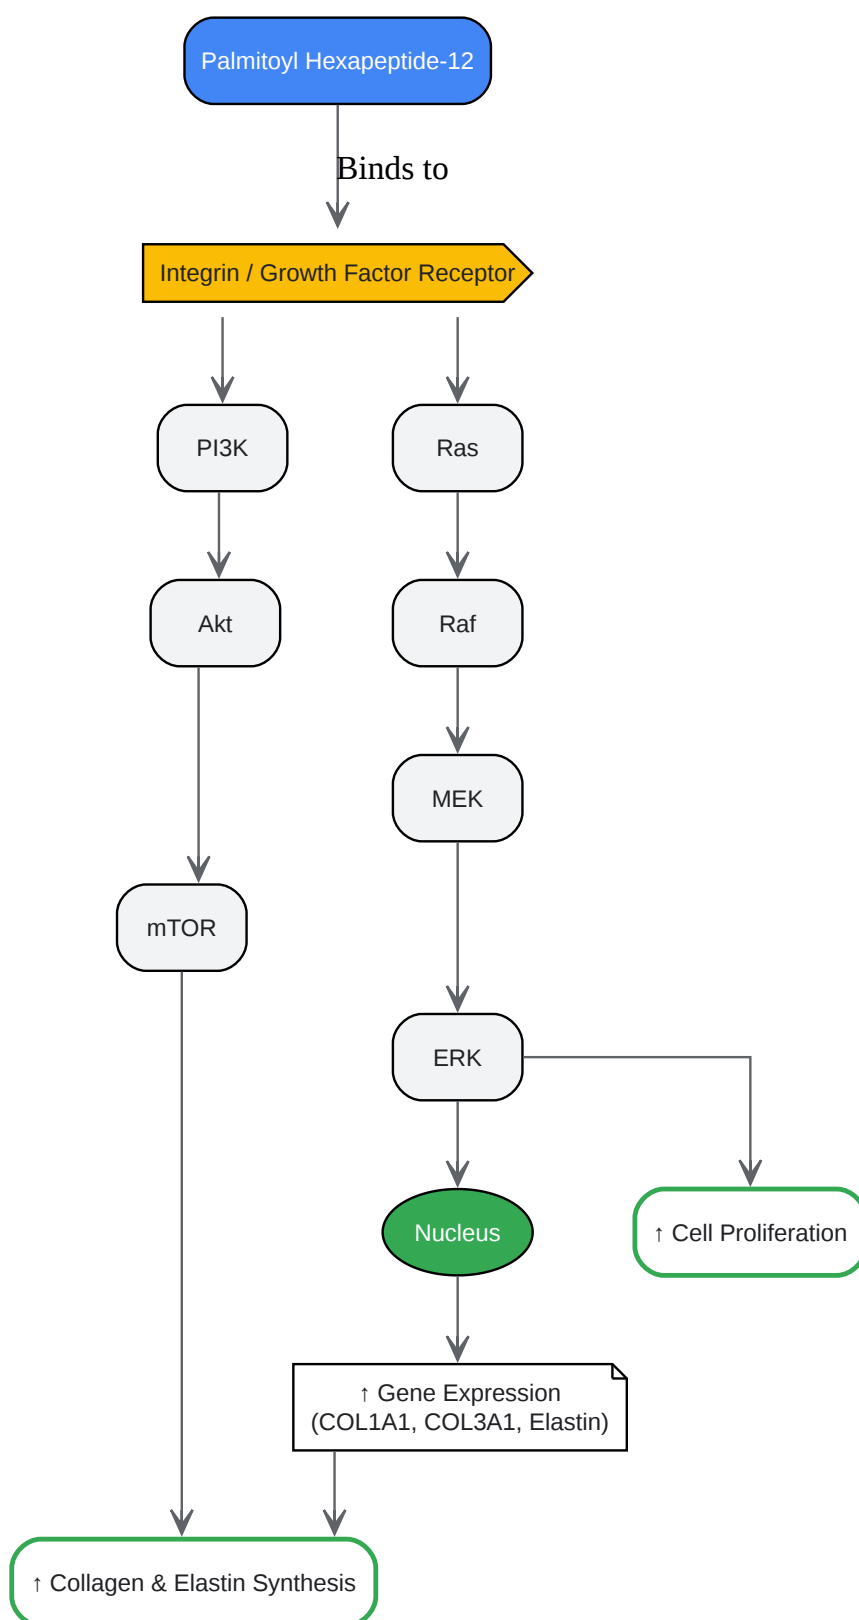 Palmitoyl Hexapeptide-12
Binds to
Integrin / Growth Factor Receptor
PI3K
Ras
Akt
Raf
MEK
mTOR
ERK
Nucleus
↑ Cell Proliferation
↑ Gene Expression
(COL1A1, COL3A1, Elastin)
↑ Collagen & Elastin Synthesis